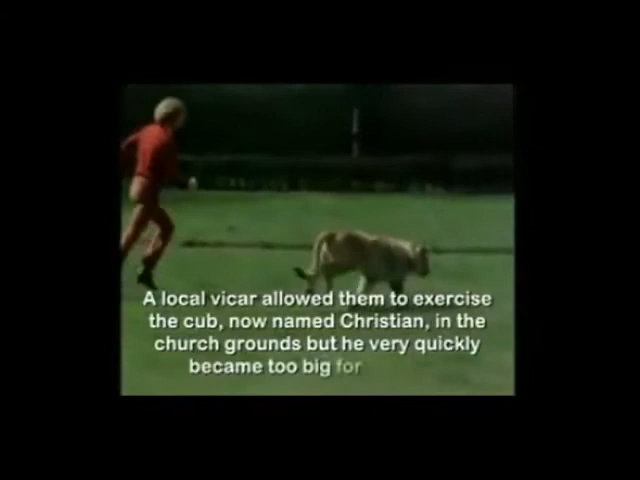 A local vicar allowed them to exercise
the cub, now named Christian, in the
church grounds but he very quickly
became too big for